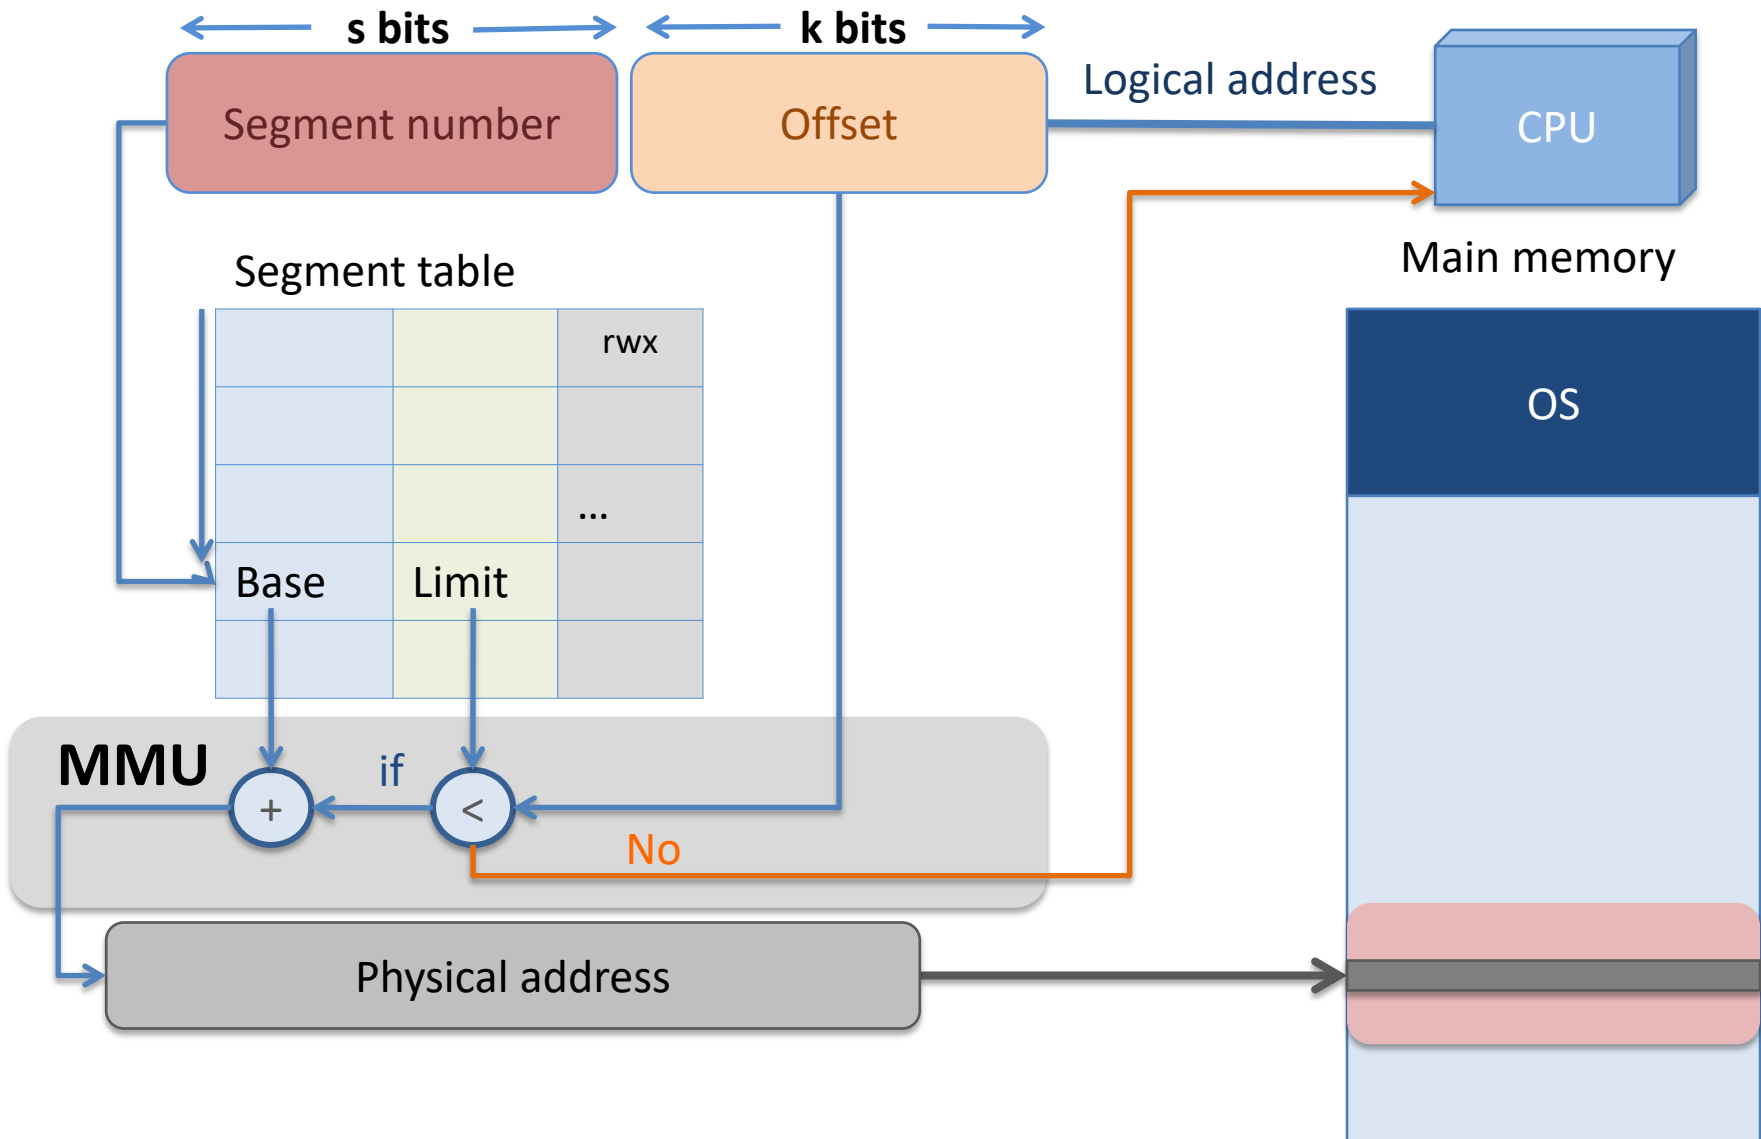 s bits
k bits
Segment number
Offset
Logical address
CPU
Segment table
Main memory
rwx
OS
...
Base
Limit
MMU
if
+
<
No
Physical address